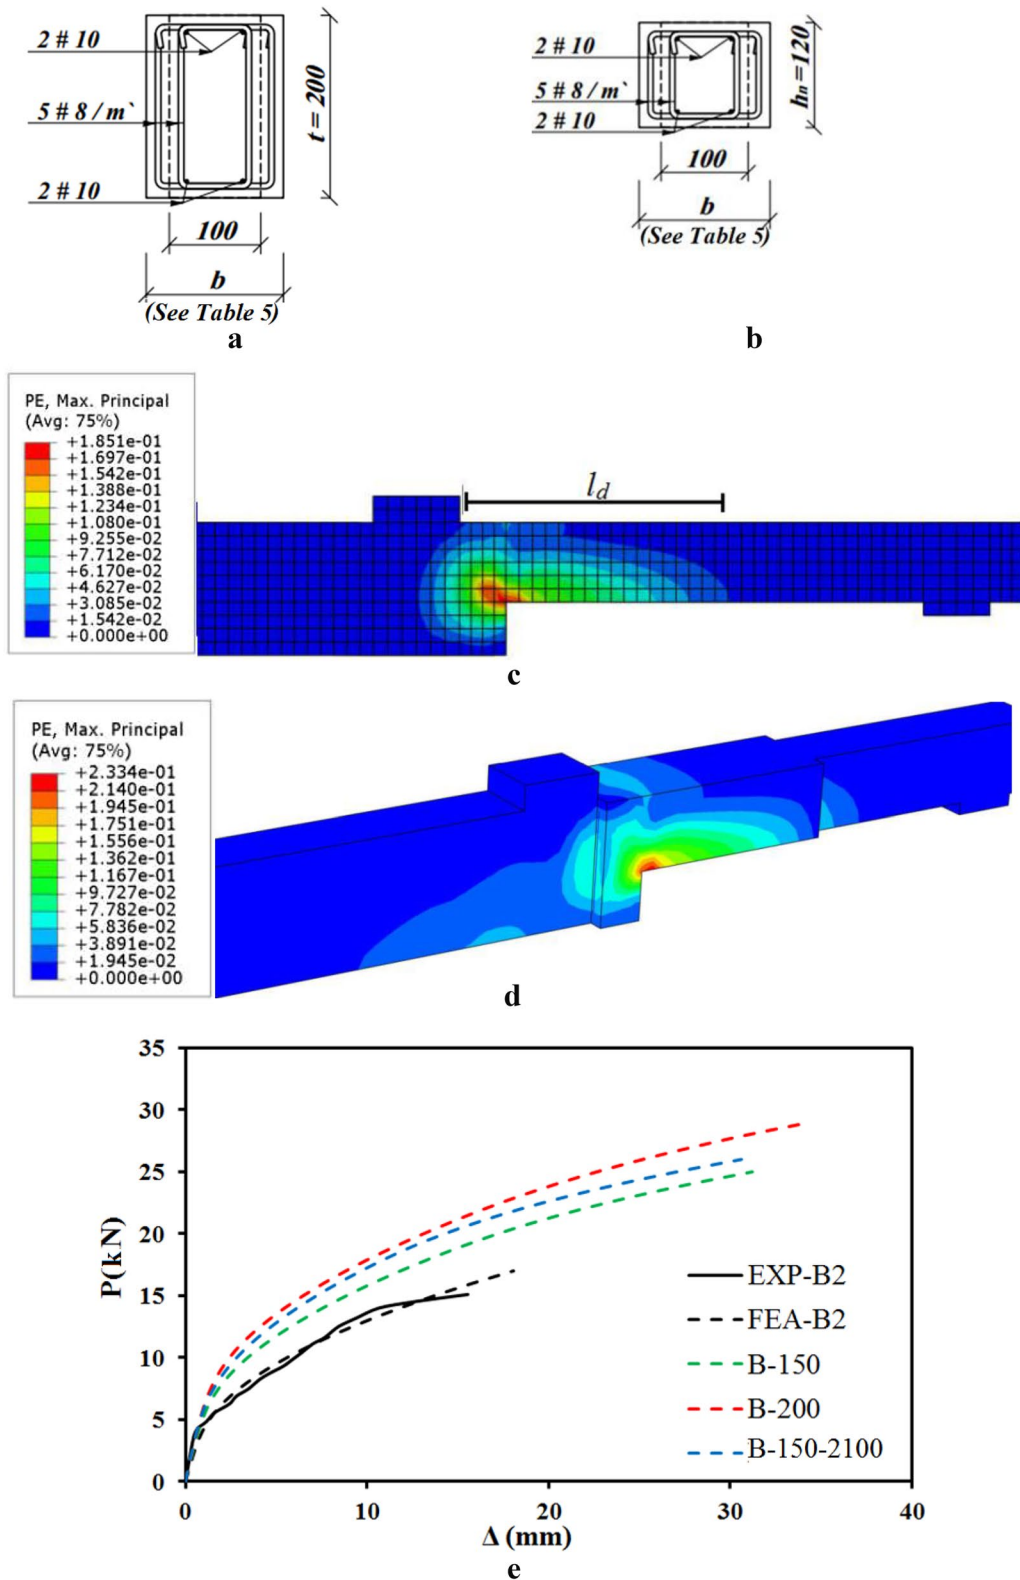 2 # 10
5 # 8 / m`
2 # 10
t = 200
100
b
(See Table 5)
a
2 # 10
5 # 8 / m`
2 # 10
hn = 120
100
b
(See Table 5)
b
PE, Max. Principal
(Avg: 75%)
+1.851e-01
+1.697e-01
+1.542e-01
+1.388e-01
+1.234e-01
+1.080e-01
+9.255e-02
+7.712e-02
+6.170e-02
+4.627e-02
+3.085e-02
+1.542e-02
+0.000e+00
ld
c
PE, Max. Principal
(Avg: 75%)
+2.334e-01
+2.140e-01
+1.945e-01
+1.751e-01
+1.556e-01
+1.362e-01
+1.167e-01
+9.727e-02
+7.782e-02
+5.836e-02
+3.891e-02
+1.945e-02
+0.000e+00
d
35
30
25
20
15
10
5
0
P(kN)
EXP-B2
FEA-B2
B-150
B-200
B-150-2100
0 10 20 30 40
Δ (mm)
e